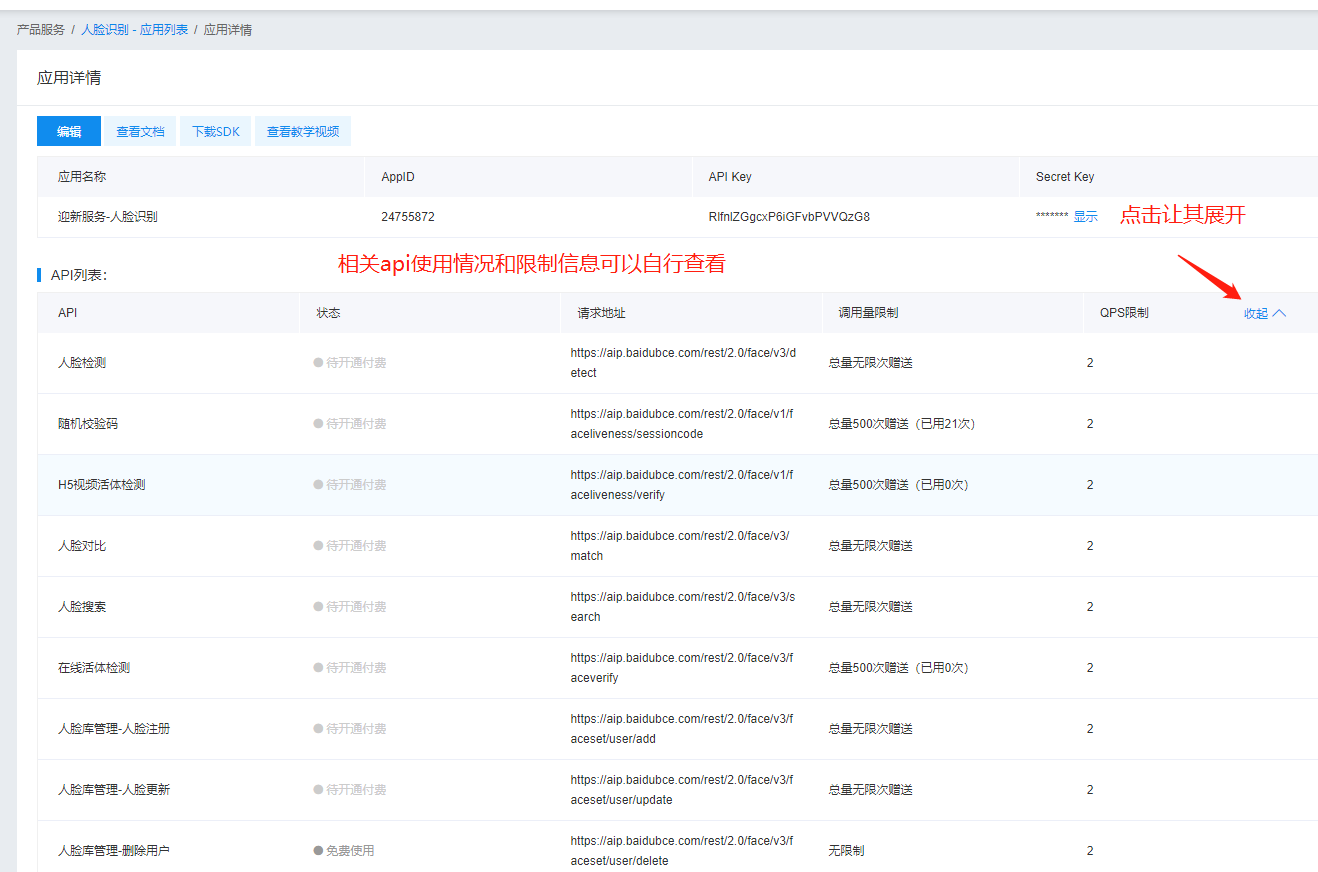 产品服务 / 人脸识别 - 应用列表 / 应用详情
应用详情
编辑 查看文档 下载SDK 查看教学视频
应用名称 AppID API Key Secret Key
迎新服务-人脸识别 24755872 RlfnlZGgcxP6iGFvbPVVQzG8 ******* 显示 点击让其展开
相关api使用情况和限制信息可以自行查看
API列表:
API 状态 请求地址 调用量限制 QPS限制 收起
人脸检测 待开通付费 https://aip.baidubce.com/rest/2.0/face/v3/d 总量无限次赠送 2
etect
随机校验码 待开通付费 https://aip.baidubce.com/rest/2.0/face/v1/f 总量500次赠送（已用21次） 2
aceliveness/sessioncode
H5视频活体检测 待开通付费 https://aip.baidubce.com/rest/2.0/face/v1/f 总量500次赠送（已用0次） 2
aceliveness/verify
人脸对比 待开通付费 https://aip.baidubce.com/rest/2.0/face/v3/ 总量无限次赠送 2
match
人脸搜索 待开通付费 https://aip.baidubce.com/rest/2.0/face/v3/s 总量无限次赠送 2
earch
在线活体检测 待开通付费 https://aip.baidubce.com/rest/2.0/face/v3/f 总量500次赠送（已用0次） 2
aceverify
人脸库管理-人脸注册 待开通付费 https://aip.baidubce.com/rest/2.0/face/v3/f 总量无限次赠送 2
aceset/user/add
人脸库管理-人脸更新 待开通付费 https://aip.baidubce.com/rest/2.0/face/v3/f 总量无限次赠送 2
aceset/user/update
人脸库管理-删除用户 免费使用 https://aip.baidubce.com/rest/2.0/face/v3/f 无限制 2
aceset/user/delete